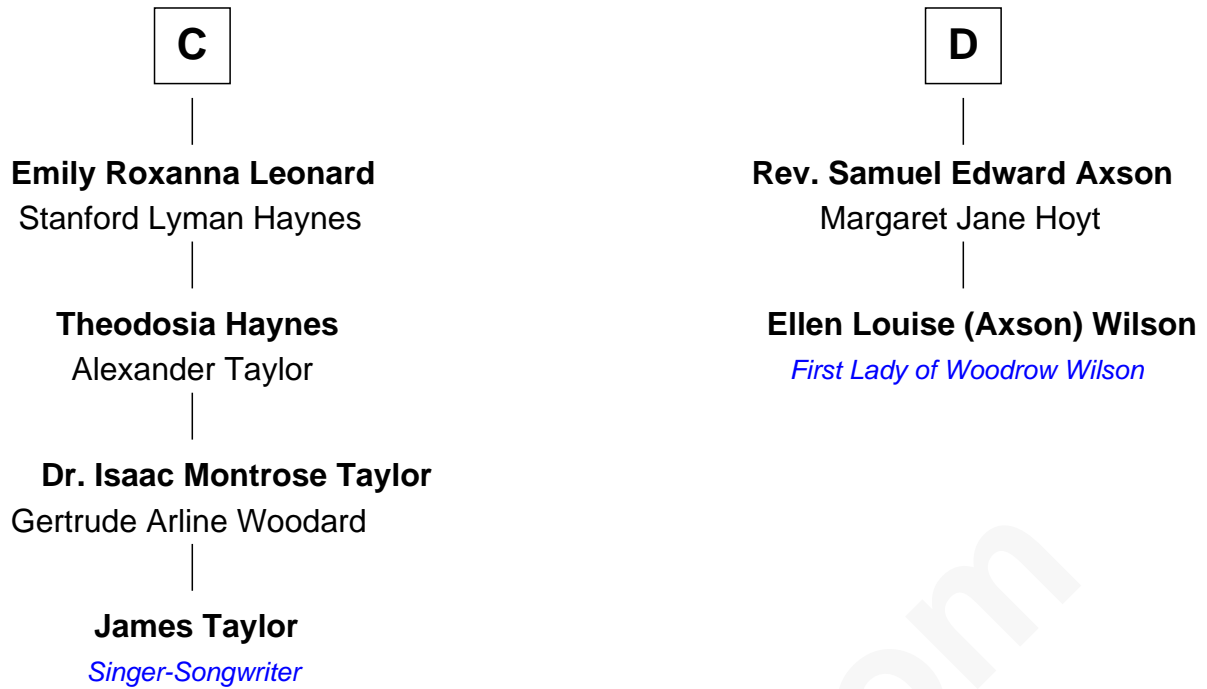 C
Emily Roxanna Leonard
Stanford Lyman Haynes
Theodosia Haynes
Alexander Taylor
Dr. Isaac Montrose Taylor
Gertrude Arline Woodard
James Taylor
Singer-Songwriter
D
Rev. Samuel Edward Axson
Margaret Jane Hoyt
Ellen Louise (Axson) Wilson
First Lady of Woodrow Wilson
om